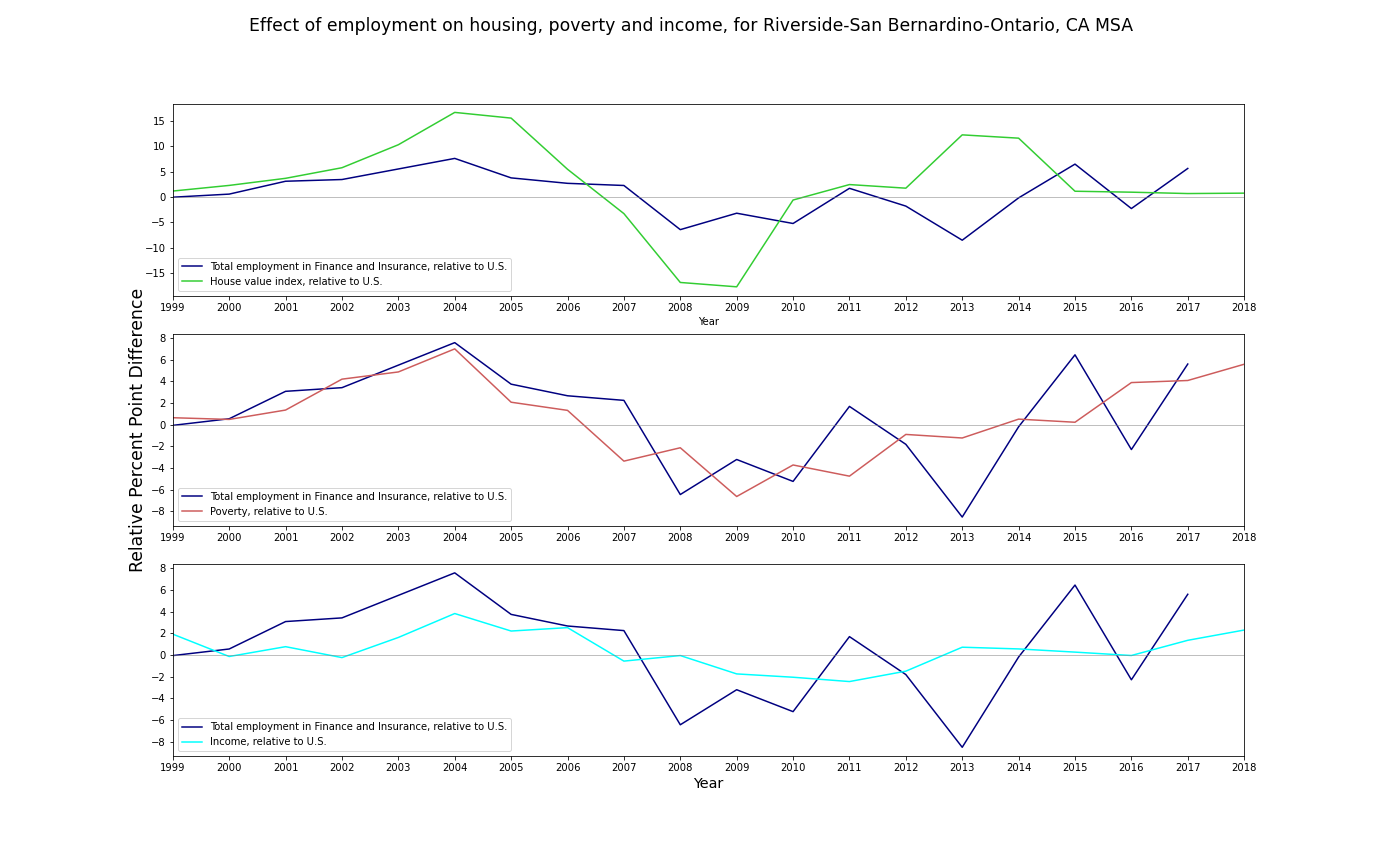 Effect of employment on housing, poverty and income, for Riverside-San Bernardino-Ontario, CA MSA
Relative Percent Point Difference
15
10
5
0
−5
−10
−15
Total employment in Finance and Insurance, relative to U.S.
House value index, relative to U.S.
1999 2000 2001 2002 2003 2004 2005 2006 2007 2008 2009 2010 2011 2012 2013 2014 2015 2016 2017 2018
Year
8
6
4
2
0
−2
−4
−6
−8
Total employment in Finance and Insurance, relative to U.S.
Poverty, relative to U.S.
1999 2000 2001 2002 2003 2004 2005 2006 2007 2008 2009 2010 2011 2012 2013 2014 2015 2016 2017 2018
8
6
4
2
0
−2
−4
−6
−8
Total employment in Finance and Insurance, relative to U.S.
Income, relative to U.S.
1999 2000 2001 2002 2003 2004 2005 2006 2007 2008 2009 2010 2011 2012 2013 2014 2015 2016 2017 2018
Year